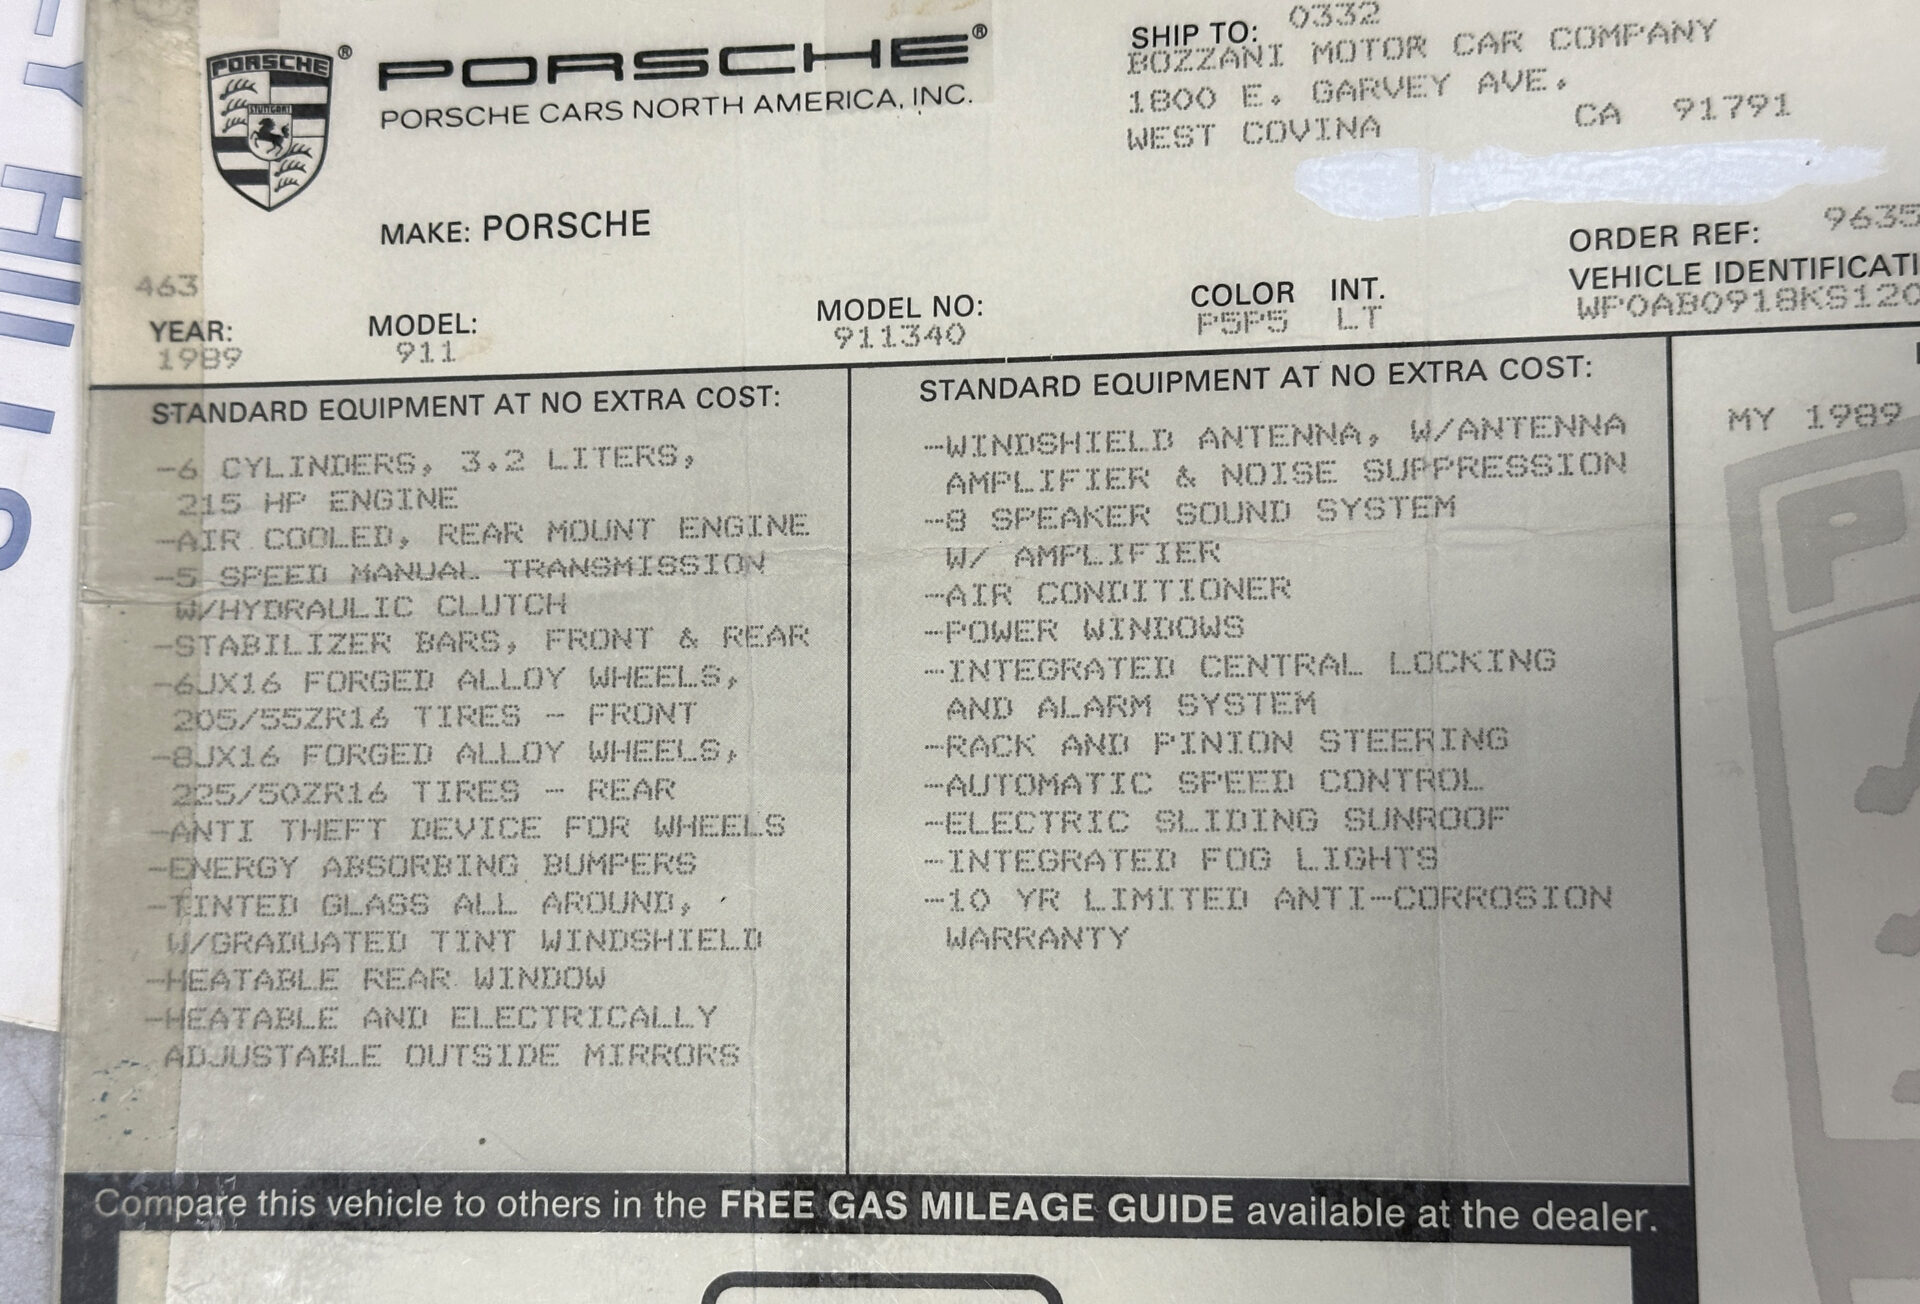 PORSCHE
STUTTGART
PORSCHE®
PORSCHE CARS NORTH AMERICA, INC.
SHIP TO: 0332
BOZZANI MOTOR CAR COMPANY
1800 E. GARVEY AVE.
WEST COVINA CA 91791
MAKE: PORSCHE
ORDER REF: 9635
VEHICLE IDENTIFICATI
WP0AB0918KS120
463
YEAR: MODEL: MODEL NO: COLOR INT.
1989 911 911340 P5P5 LT
STANDARD EQUIPMENT AT NO EXTRA COST:
-6 CYLINDERS, 3.2 LITERS,
215 HP ENGINE
-AIR COOLED, REAR MOUNT ENGINE
-5 SPEED MANUAL TRANSMISSION
W/HYDRAULIC CLUTCH
-STABILIZER BARS, FRONT & REAR
-6JX16 FORGED ALLOY WHEELS,
205/55ZR16 TIRES - FRONT
-8JX16 FORGED ALLOY WHEELS,
225/50ZR16 TIRES - REAR
-ANTI THEFT DEVICE FOR WHEELS
-ENERGY ABSORBING BUMPERS
-TINTED GLASS ALL AROUND,
W/GRADUATED TINT WINDSHIELD
-HEATABLE REAR WINDOW
-HEATABLE AND ELECTRICALLY
ADJUSTABLE OUTSIDE MIRRORS
STANDARD EQUIPMENT AT NO EXTRA COST:
-WINDSHIELD ANTENNA, W/ANTENNA
AMPLIFIER & NOISE SUPPRESSION
-8 SPEAKER SOUND SYSTEM
W/ AMPLIFIER
-AIR CONDITIONER
-POWER WINDOWS
-INTEGRATED CENTRAL LOCKING
AND ALARM SYSTEM
-RACK AND PINION STEERING
-AUTOMATIC SPEED CONTROL
-ELECTRIC SLIDING SUNROOF
-INTEGRATED FOG LIGHTS
-10 YR LIMITED ANTI-CORROSION
WARRANTY
MY 1989
Compare this vehicle to others in the FREE GAS MILEAGE GUIDE available at the dealer.